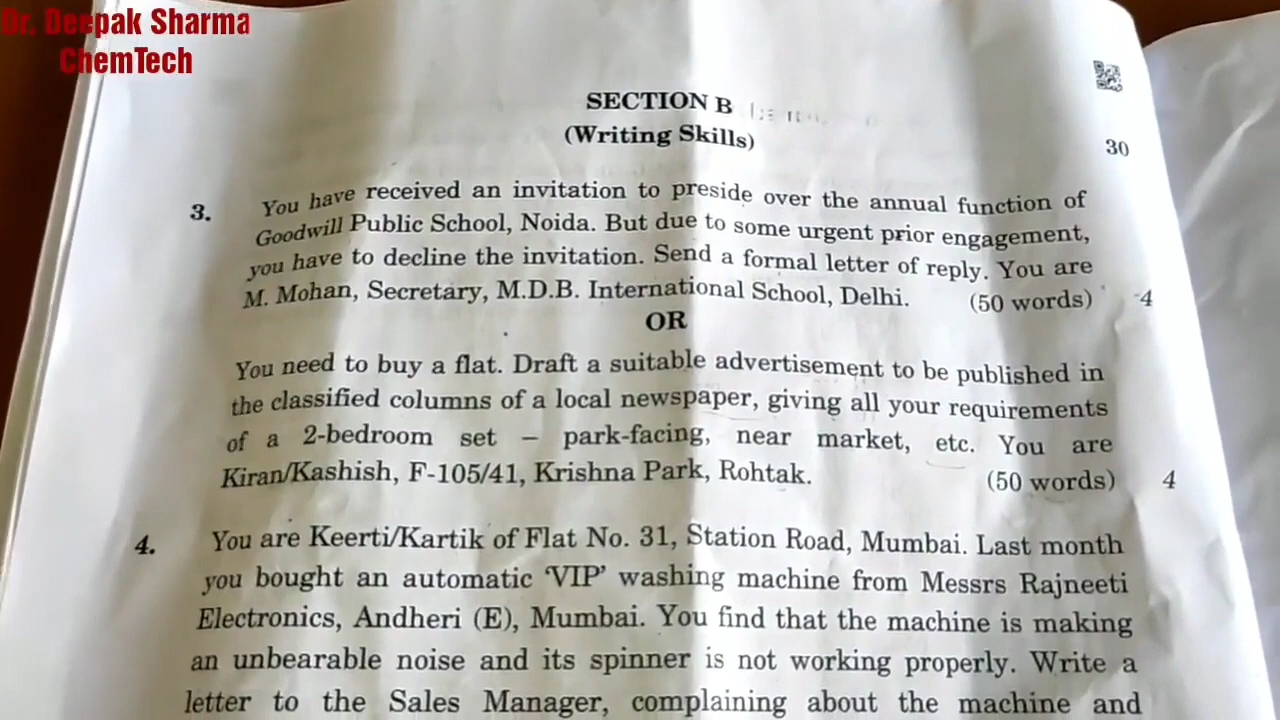 Dr. Deepak Sharma
ChemTech
SECTION B
(Writing Skills)
30
3. You have received an invitation to preside over the annual function of
Goodwill Public School, Noida. But due to some urgent prior engagement,
you have to decline the invitation. Send a formal letter of reply. You are
M. Mohan, Secretary, M.D.B. International School, Delhi. (50 words) 4
OR
You need to buy a flat. Draft a suitable advertisement to be published in
the classified columns of a local newspaper, giving all your requirements
of a 2-bedroom set – park-facing, near market, etc. You are
Kiran/Kashish, F-105/41, Krishna Park, Rohtak. (50 words) 4
4. You are Keerti/Kartik of Flat No. 31, Station Road, Mumbai. Last month
you bought an automatic ‘VIP’ washing machine from Messrs Rajneeti
Electronics, Andheri (E), Mumbai. You find that the machine is making
an unbearable noise and its spinner is not working properly. Write a
letter to the Sales Manager, complaining about the machine and